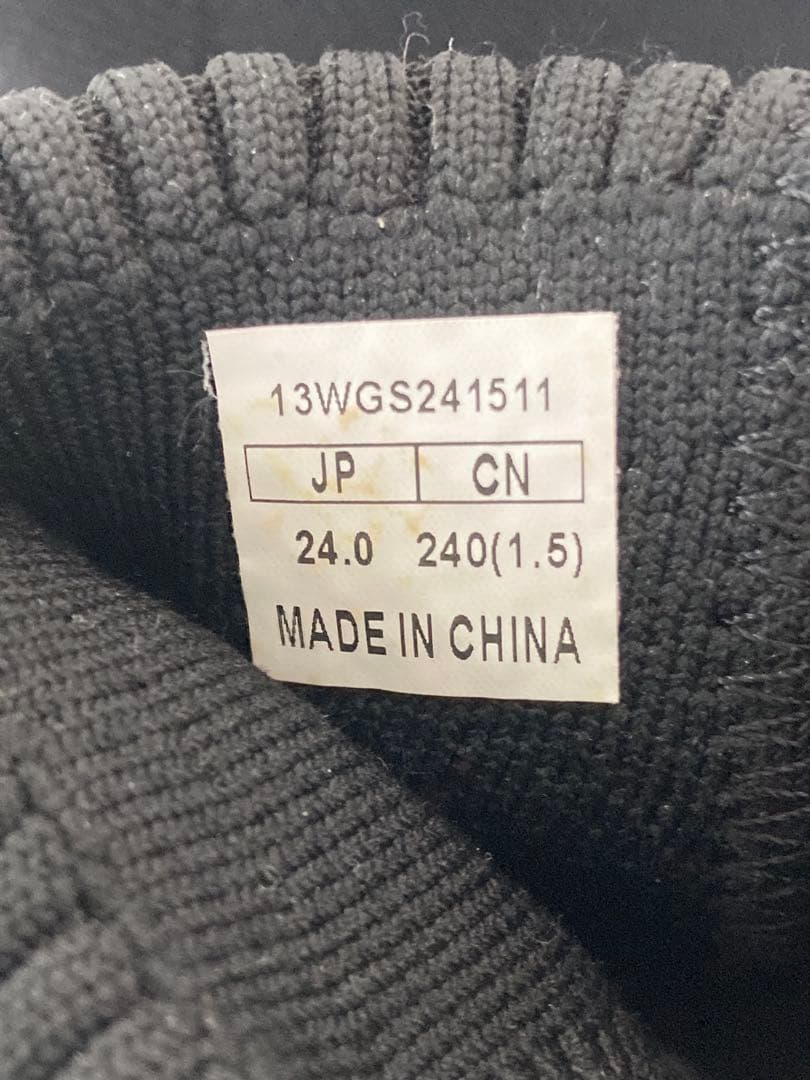 13WGS241511
JP CN
24.0 240(1.5)
MADE IN CHINA